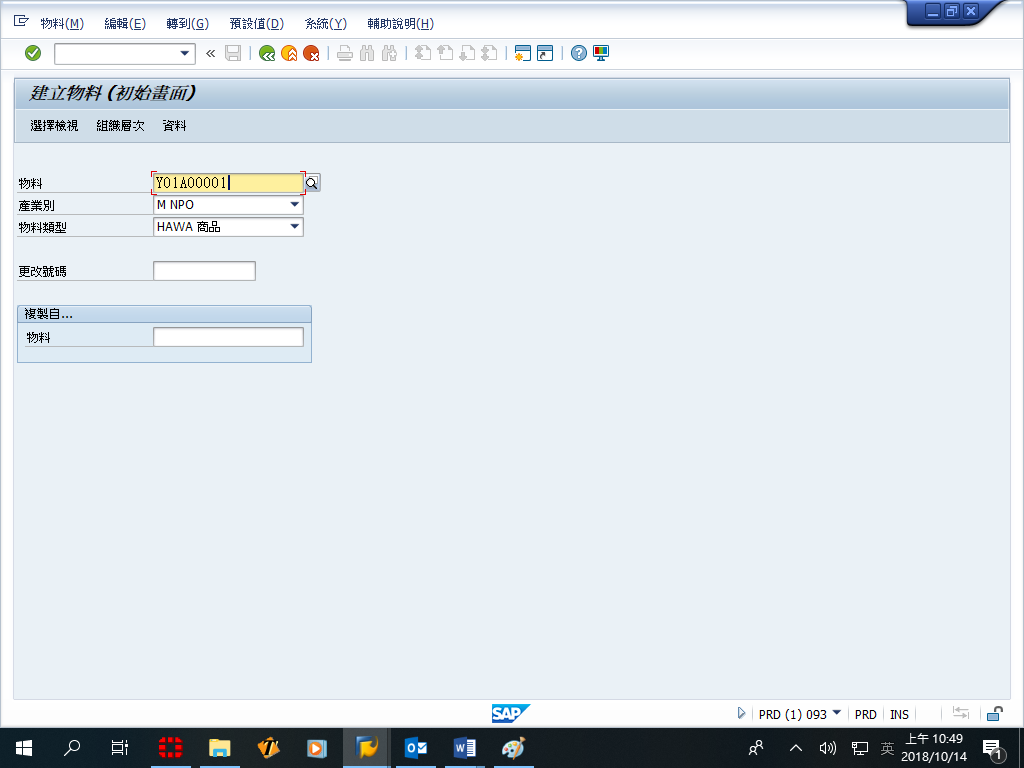 物料(M) 編輯(E) 轉到(G) 預設值(D) 系統(Y) 輔助說明(H)
建立物料 (初始畫面)
選擇檢視 組織層次 資料
物料 Y01A00001
產業別 M NPO
物料類型 HAWA 商品
更改號碼
複製自...
物料
SAP
PRD (1) 093 PRD INS
英
上午 10:49
2018/10/14
1